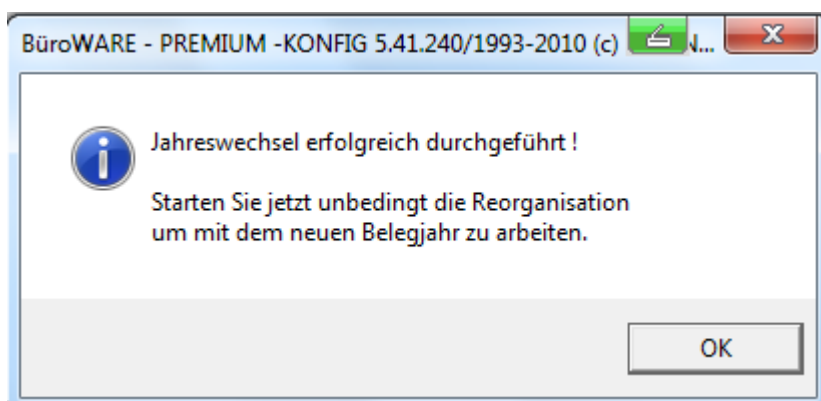 BüroWARE - PREMIUM -KONFIG 5.41.240/1993-2010 (c)
Jahreswechsel erfolgreich durchgeführt !
Starten Sie jetzt unbedingt die Reorganisation
um mit dem neuen Belegjahr zu arbeiten.
OK